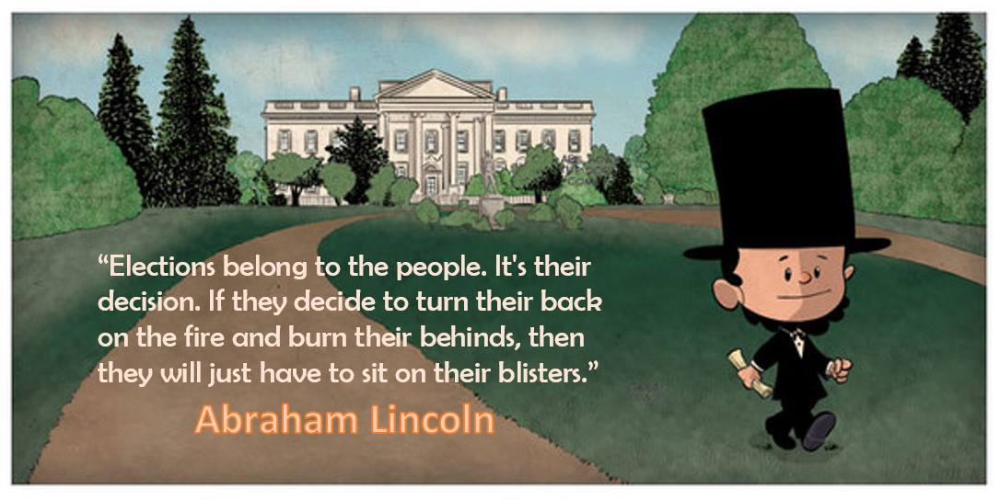 “Elections belong to the people. It's their
decision. If they decide to turn their back
on the fire and burn their behinds, then
they will just have to sit on their blisters.”
Abraham Lincoln